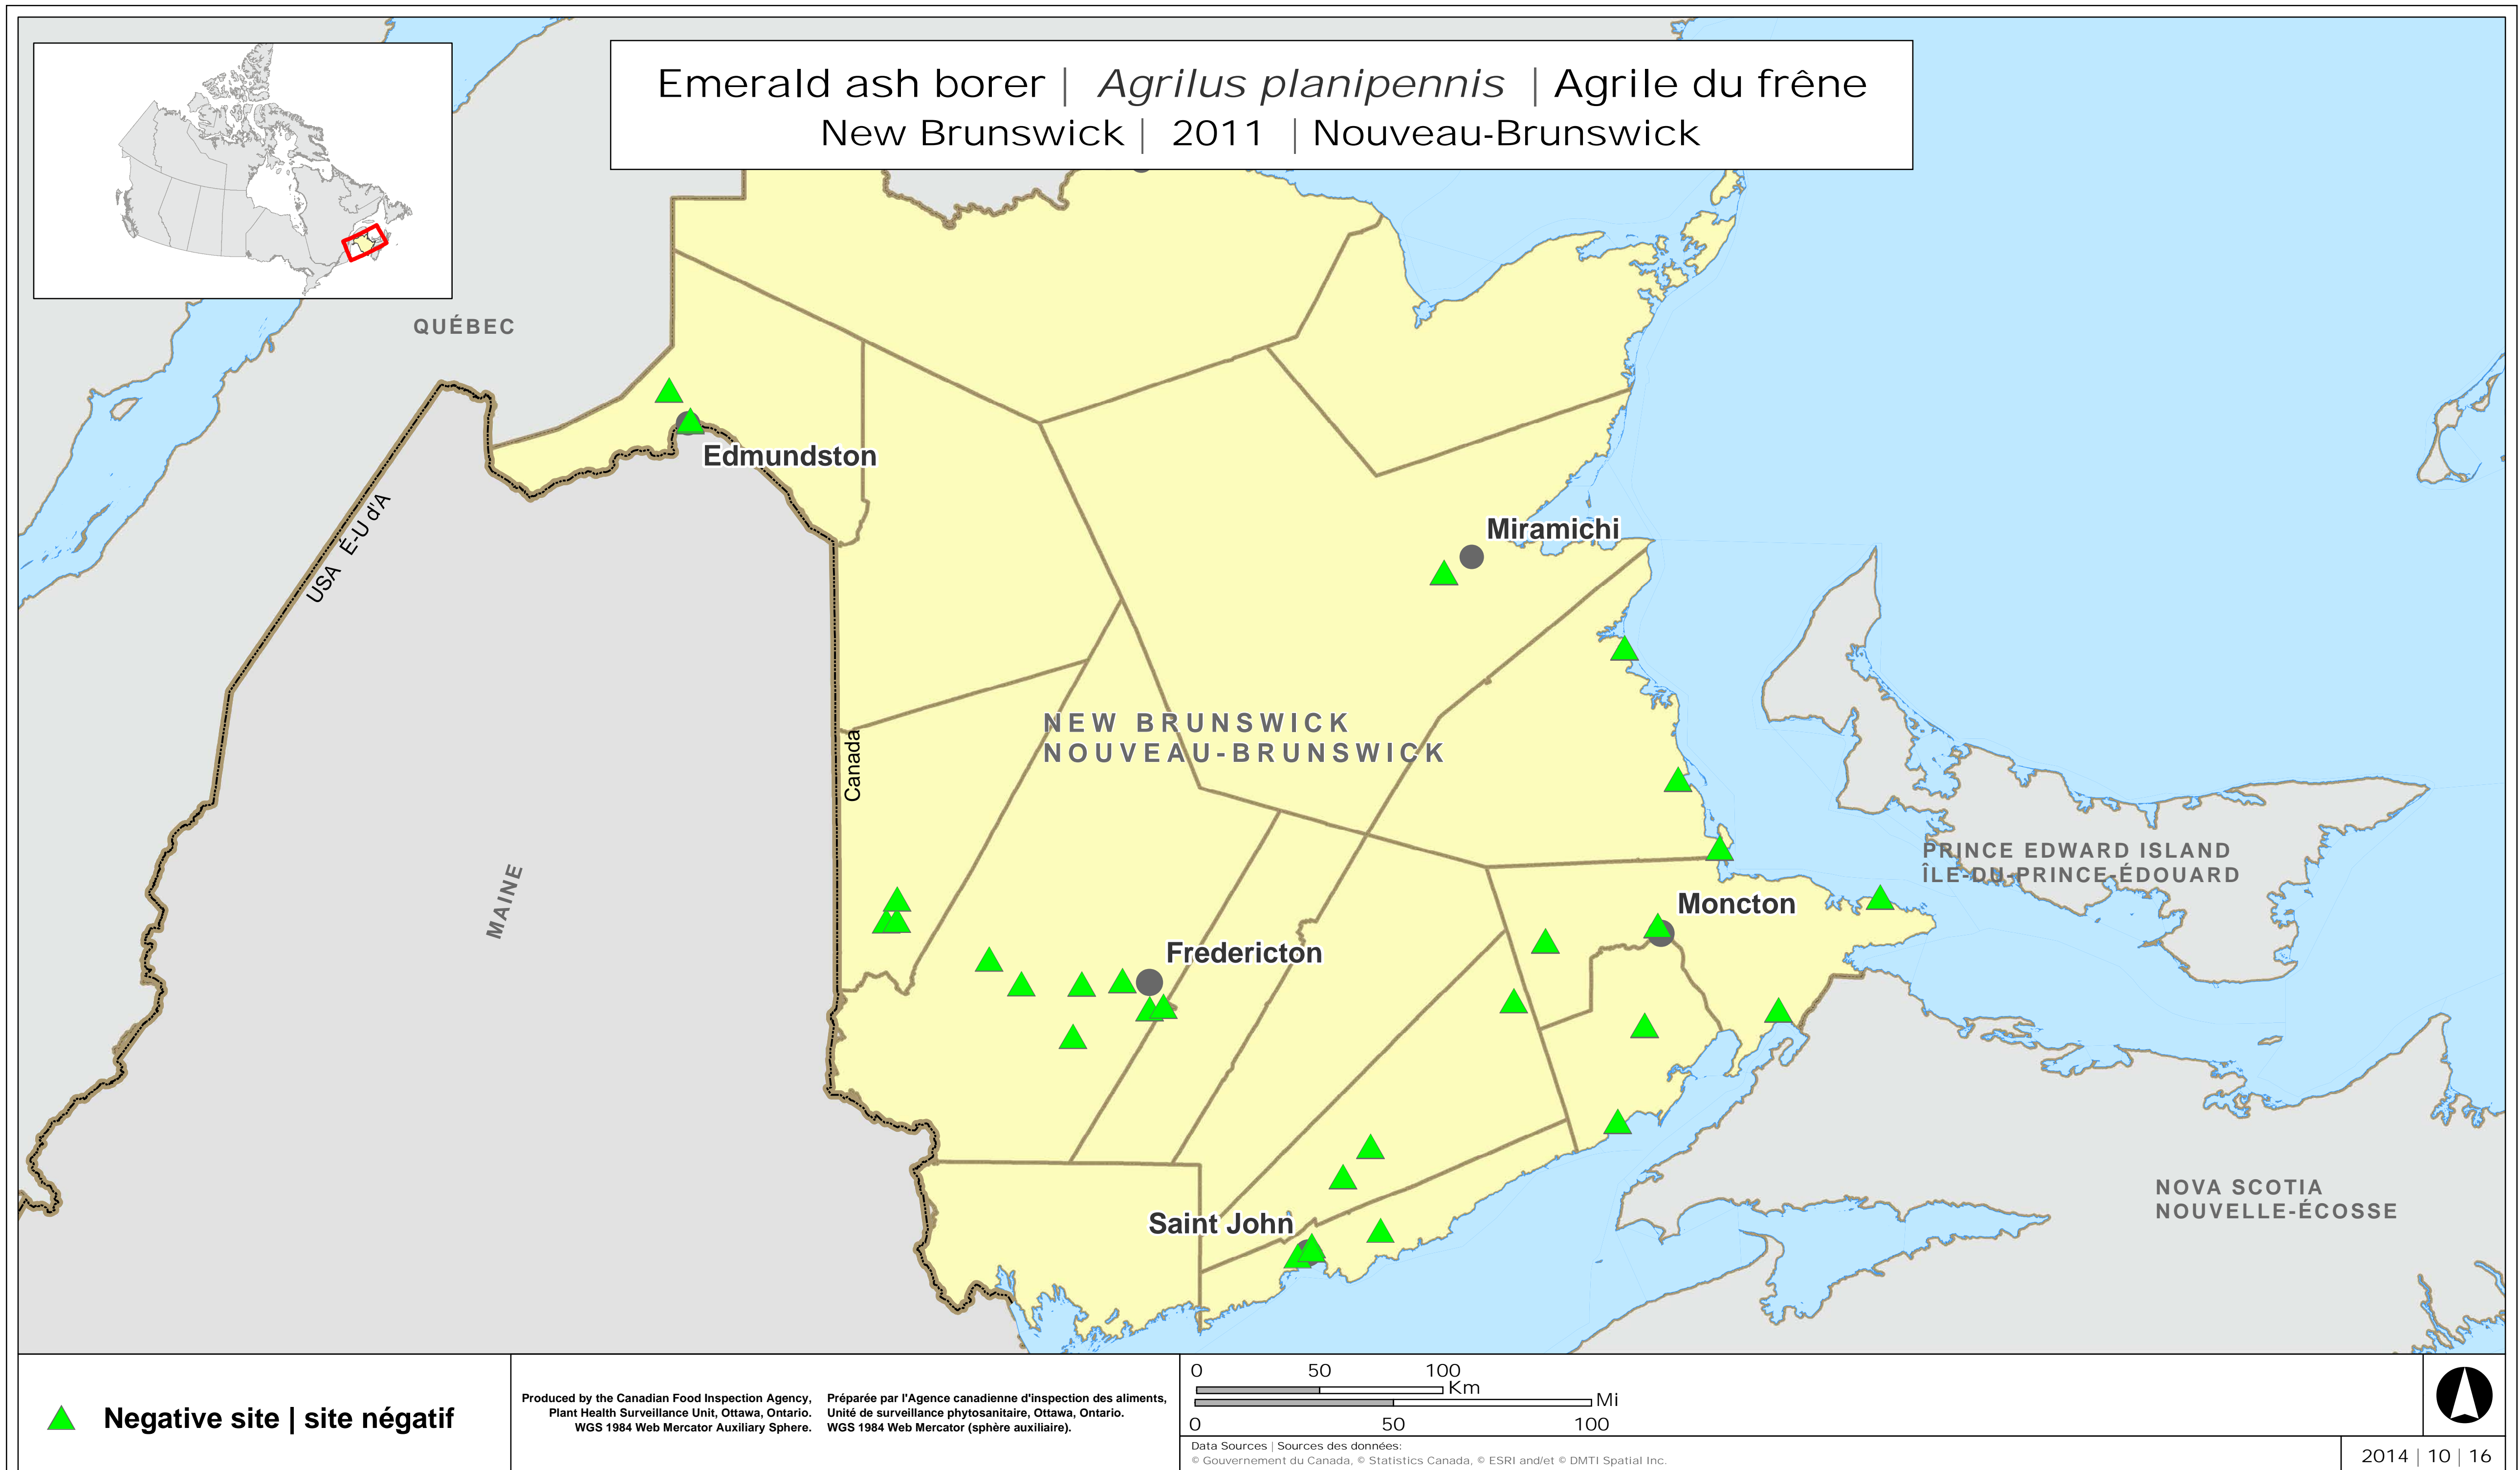 Emerald ash borer | Agrilus planipennis | Agrile du frêne
New Brunswick | 2011 | Nouveau-Brunswick
QUÉBEC
Edmundston
USA É-U d'A
Miramichi
NEW BRUNSWICK
NOUVEAU-BRUNSWICK
Canada
MAINE
PRINCE EDWARD ISLAND
ÎLE-DU-PRINCE-ÉDOUARD
Moncton
Fredericton
NOVA SCOTIA
NOUVELLE-ÉCOSSE
Saint John
Negative site | site négatif
Produced by the Canadian Food Inspection Agency,
Plant Health Surveillance Unit, Ottawa, Ontario.
WGS 1984 Web Mercator Auxiliary Sphere.
Préparée par l'Agence canadienne d'inspection des aliments,
Unité de surveillance phytosanitaire, Ottawa, Ontario.
WGS 1984 Web Mercator (sphère auxiliaire).
0 50 100
Km
Mi
0 50 100
Data Sources | Sources des données:
© Gouvernement du Canada, © Statistics Canada, © ESRI and/et © DMTI Spatial Inc.
2014 | 10 | 16